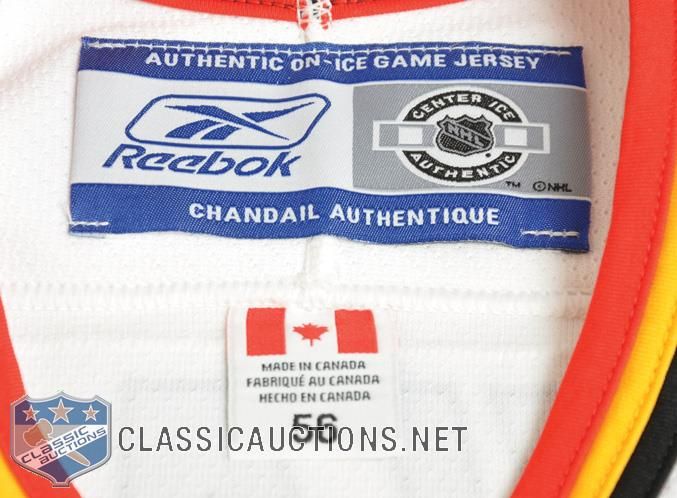 AUTHENTIC ON-ICE GAME JERSEY
Reebok
CENTER ICE
NHL
AUTHENTIC
TM ©NHL
CHANDAIL AUTHENTIQUE
MADE IN CANADA
FABRIQUÉ AU CANADA
HECHO EN CANADA
56
CLASSIC
AUCTIONS
CLASSICAUCTIONS.NET